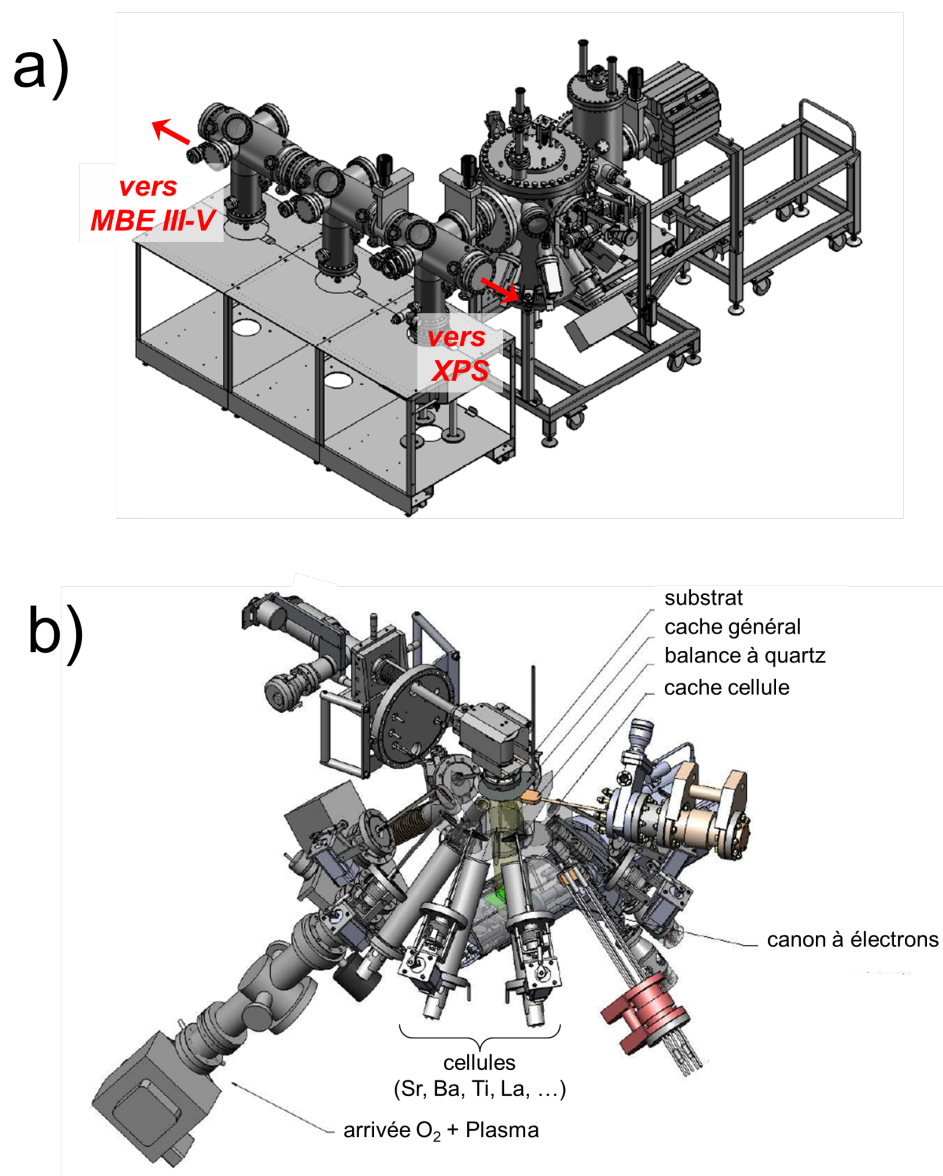 a)
vers
MBE III-V
vers
XPS
b)
substrat
cache général
balance à quartz
cache cellule
canon à électrons
cellules
(Sr, Ba, Ti, La, …)
arrivée O₂ + Plasma